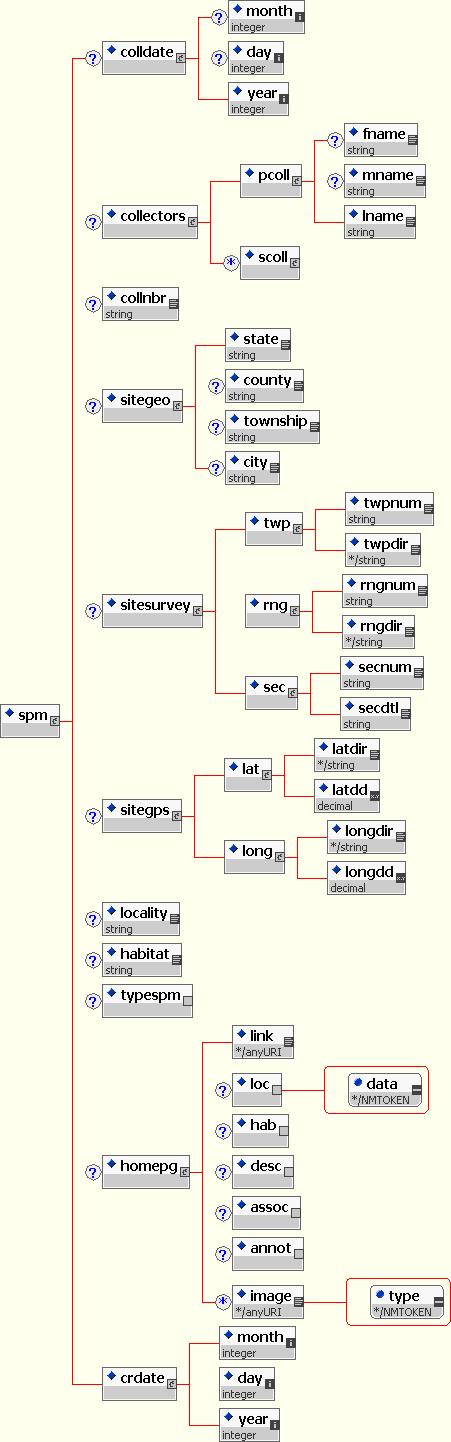 month
integer
colldate
?
?
day
integer
?
year
integer
fname
string
?
pcoll
mname
string
?
collectors
?
lname
string
scoll
*
collnbr
string
?
state
string
sitegeo
?
county
string
?
township
string
?
city
string
?
twp
twpnum
string
twpdir
*/string
sitesurvey
?
rng
rngnum
string
rngdir
*/string
sec
secnum
string
secdtl
string
spm
lat
latdir
*/string
latdd
decimal
sitegps
?
long
longdir
*/string
longdd
decimal
locality
string
?
habitat
string
?
typespm
?
link
*/anyURI
loc
?
data
*/NMTOKEN
hab
?
homepg
?
desc
?
assoc
?
annot
?
image
*/anyURI
*
type
*/NMTOKEN
crdate
month
integer
day
integer
year
integer